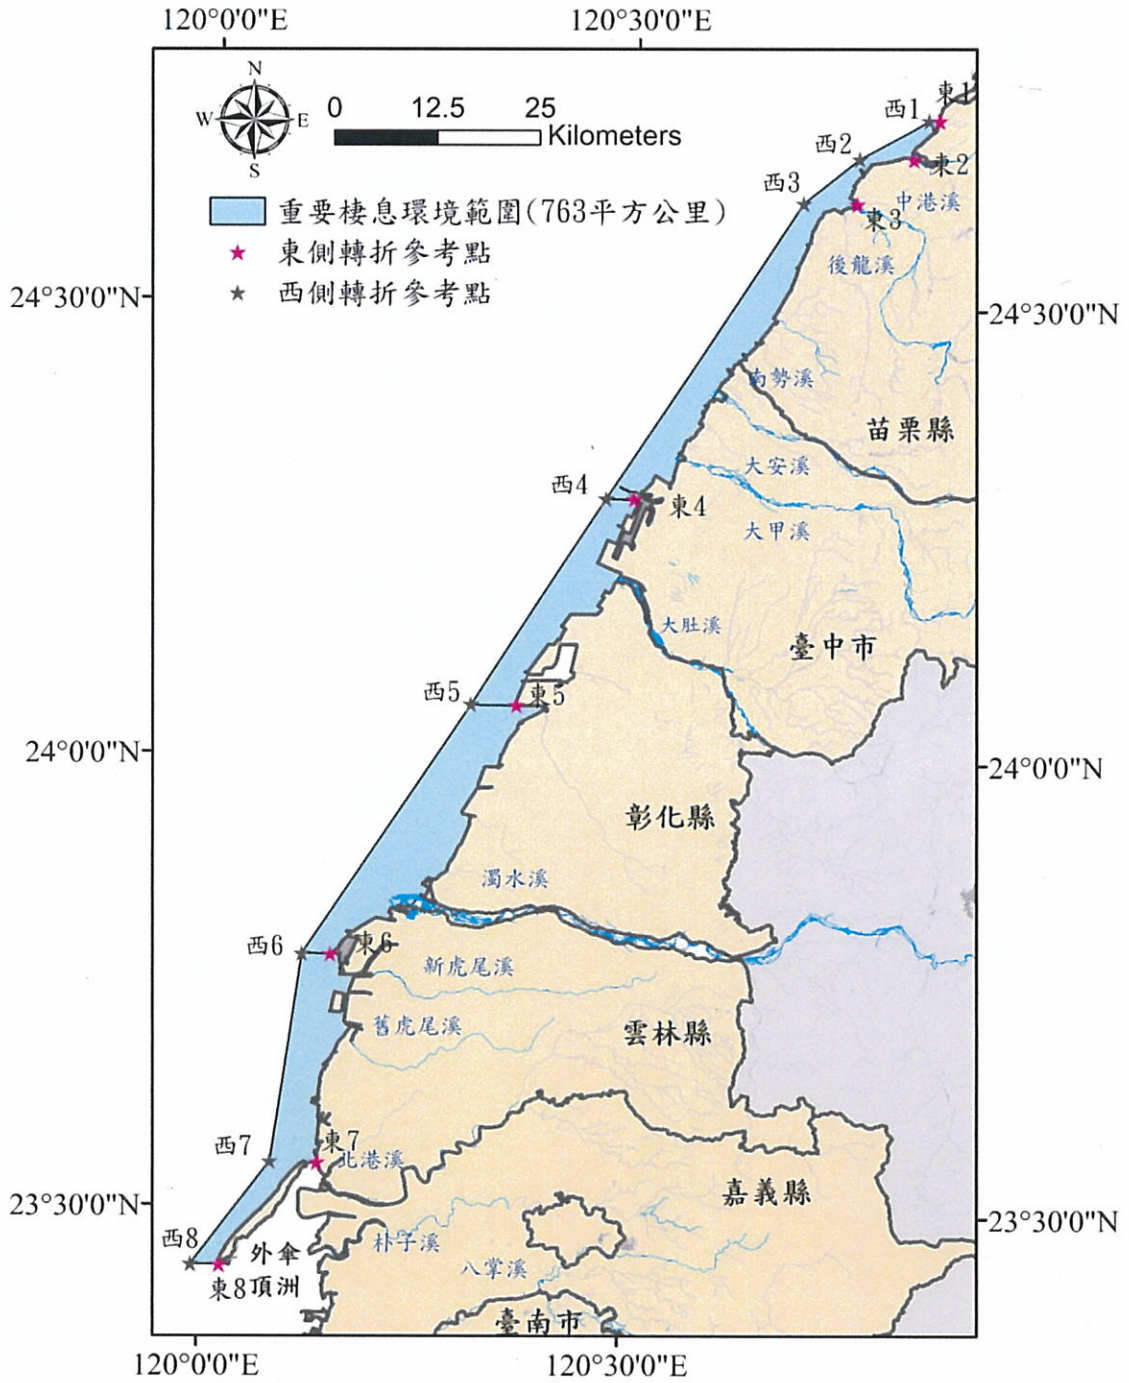 120°0'0"E
120°30'0"E
N
W
E
S
0
12.5
25
Kilometers
重要棲息環境範圍(763平方公里)
東側轉折參考點
西側轉折參考點
東1
西1
西2
東2
西3
中港溪
東3
後龍溪
24°30'0"N
24°30'0"N
南勢溪
苗栗縣
大安溪
西4
東4
大甲溪
大肚溪
臺中市
西5
東5
24°0'0"N
24°0'0"N
彰化縣
濁水溪
西6
東6
新虎尾溪
舊虎尾溪
雲林縣
西7
東7
北港溪
嘉義縣
23°30'0"N
23°30'0"N
西8
外傘
頂洲
朴子溪
八掌溪
東8
臺南市
120°0'0"E
120°30'0"E